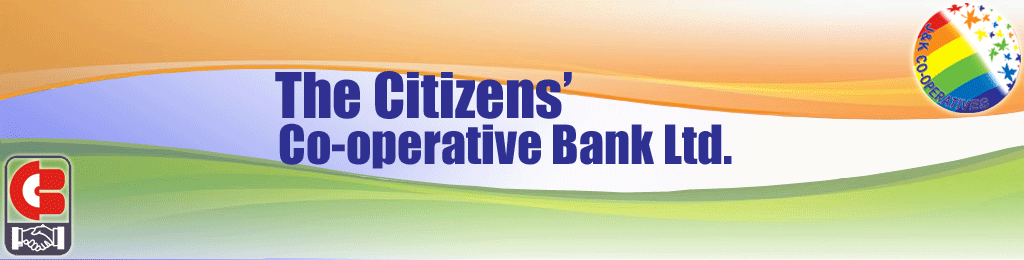 The Citizens’
Co-operative Bank Ltd.
J&K CO-OPERATIVES